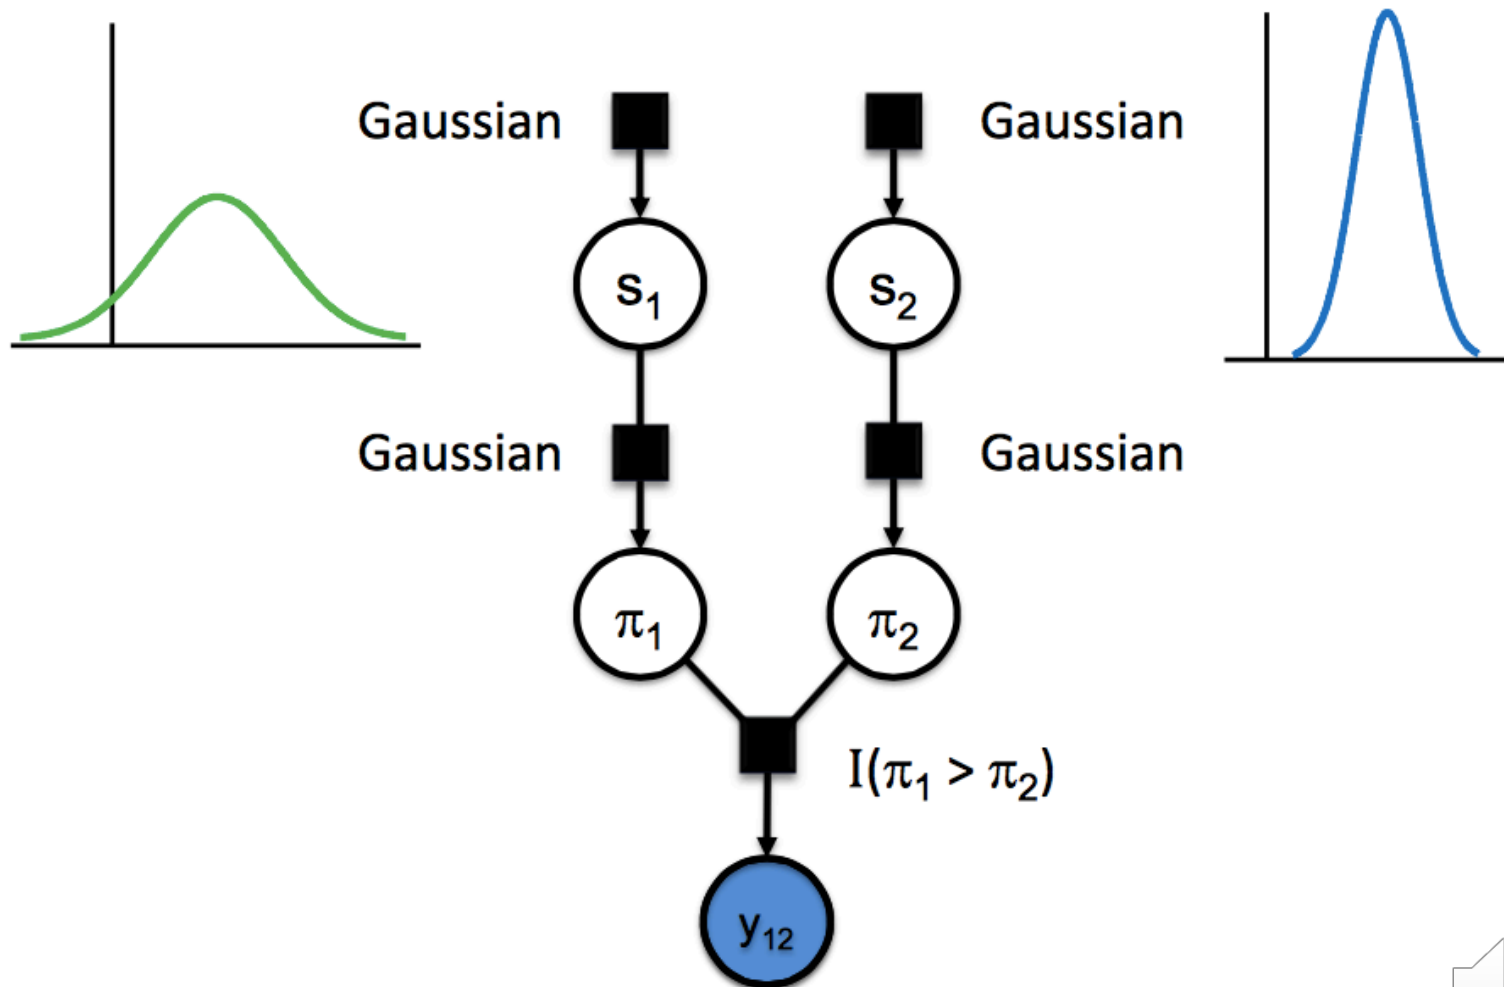 Gaussian Gaussian
s₁ s₂
Gaussian Gaussian
π₁ π₂
I(π₁ > π₂)
y₁₂